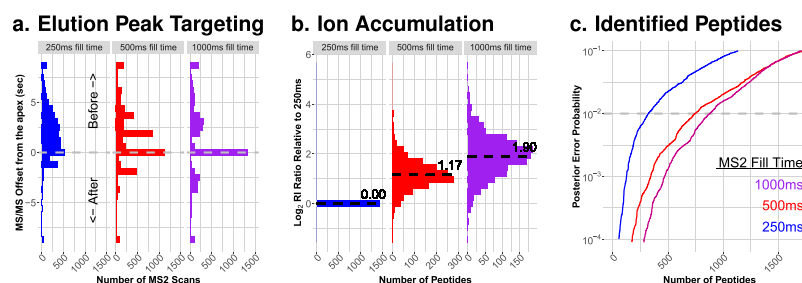 a. Elution Peak Targeting
250ms fill time 500ms fill time 1000ms fill time
MS/MS Offset from the apex (sec)
5
0
−5
Before −>
<− After
0 500 1000 1500 0 500 1000 1500 0 500 1000 1500
Number of MS2 Scans
b. Ion Accumulation
250ms fill time 500ms fill time 1000ms fill time
Log2 RI Ratio Relative to 250ms
6
4
2
0
0.00
1.17
1.90
0 500 1000 1500 0 100 200 300 0 50 100 150
Number of Peptides
c. Identified Peptides
Posterior Error Probability
10−1
10−2
10−3
10−4
MS2 Fill Time
1000ms
500ms
250ms
0 500 1000 1500
Number of Peptides